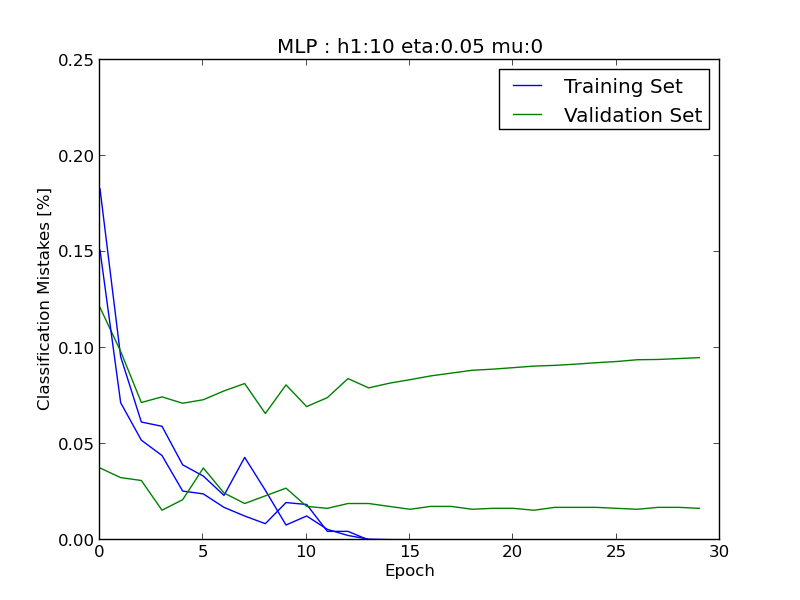 MLP : h1:10 eta:0.05 mu:0
Training Set
Validation Set
Classification Mistakes [%]
0.25
0.20
0.15
0.10
0.05
0.00
0
5
10
15
20
25
30
Epoch